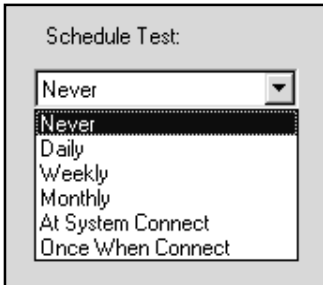 Schedule Test:
Never
Never
Daily
Weekly
Monthly
At System Connect
Once When Connect